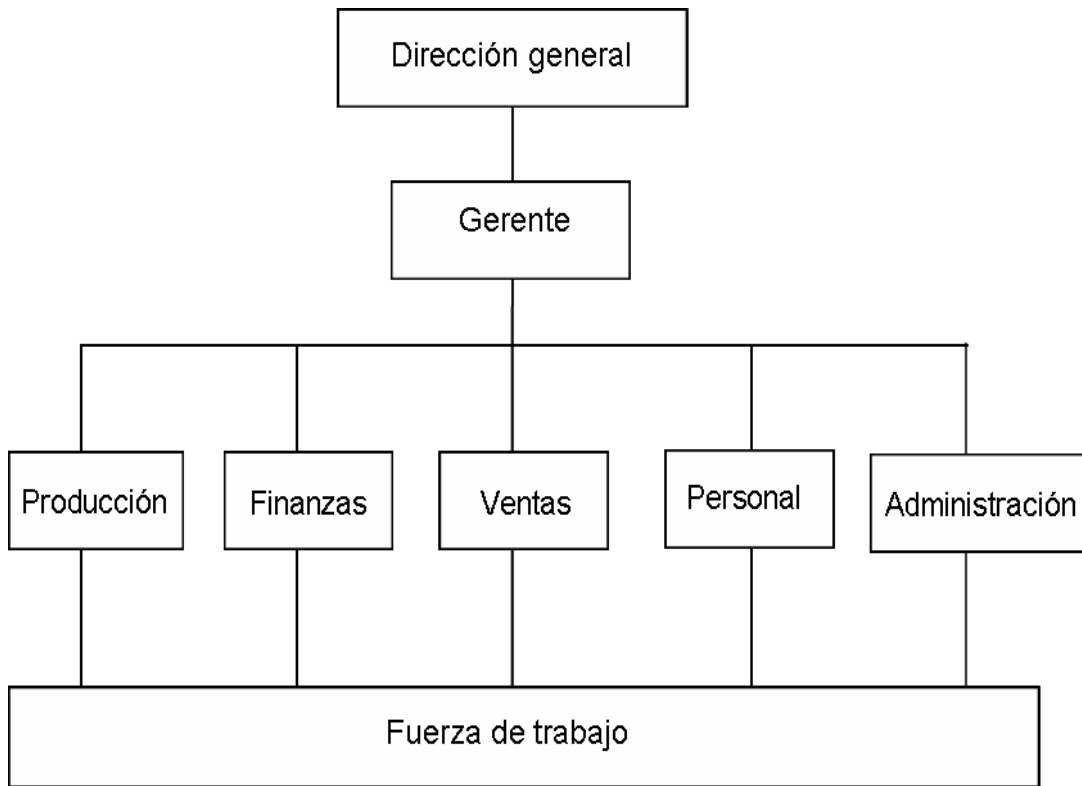 Dirección general
Gerente
Producción
Finanzas
Ventas
Personal
Administración
Fuerza de trabajo